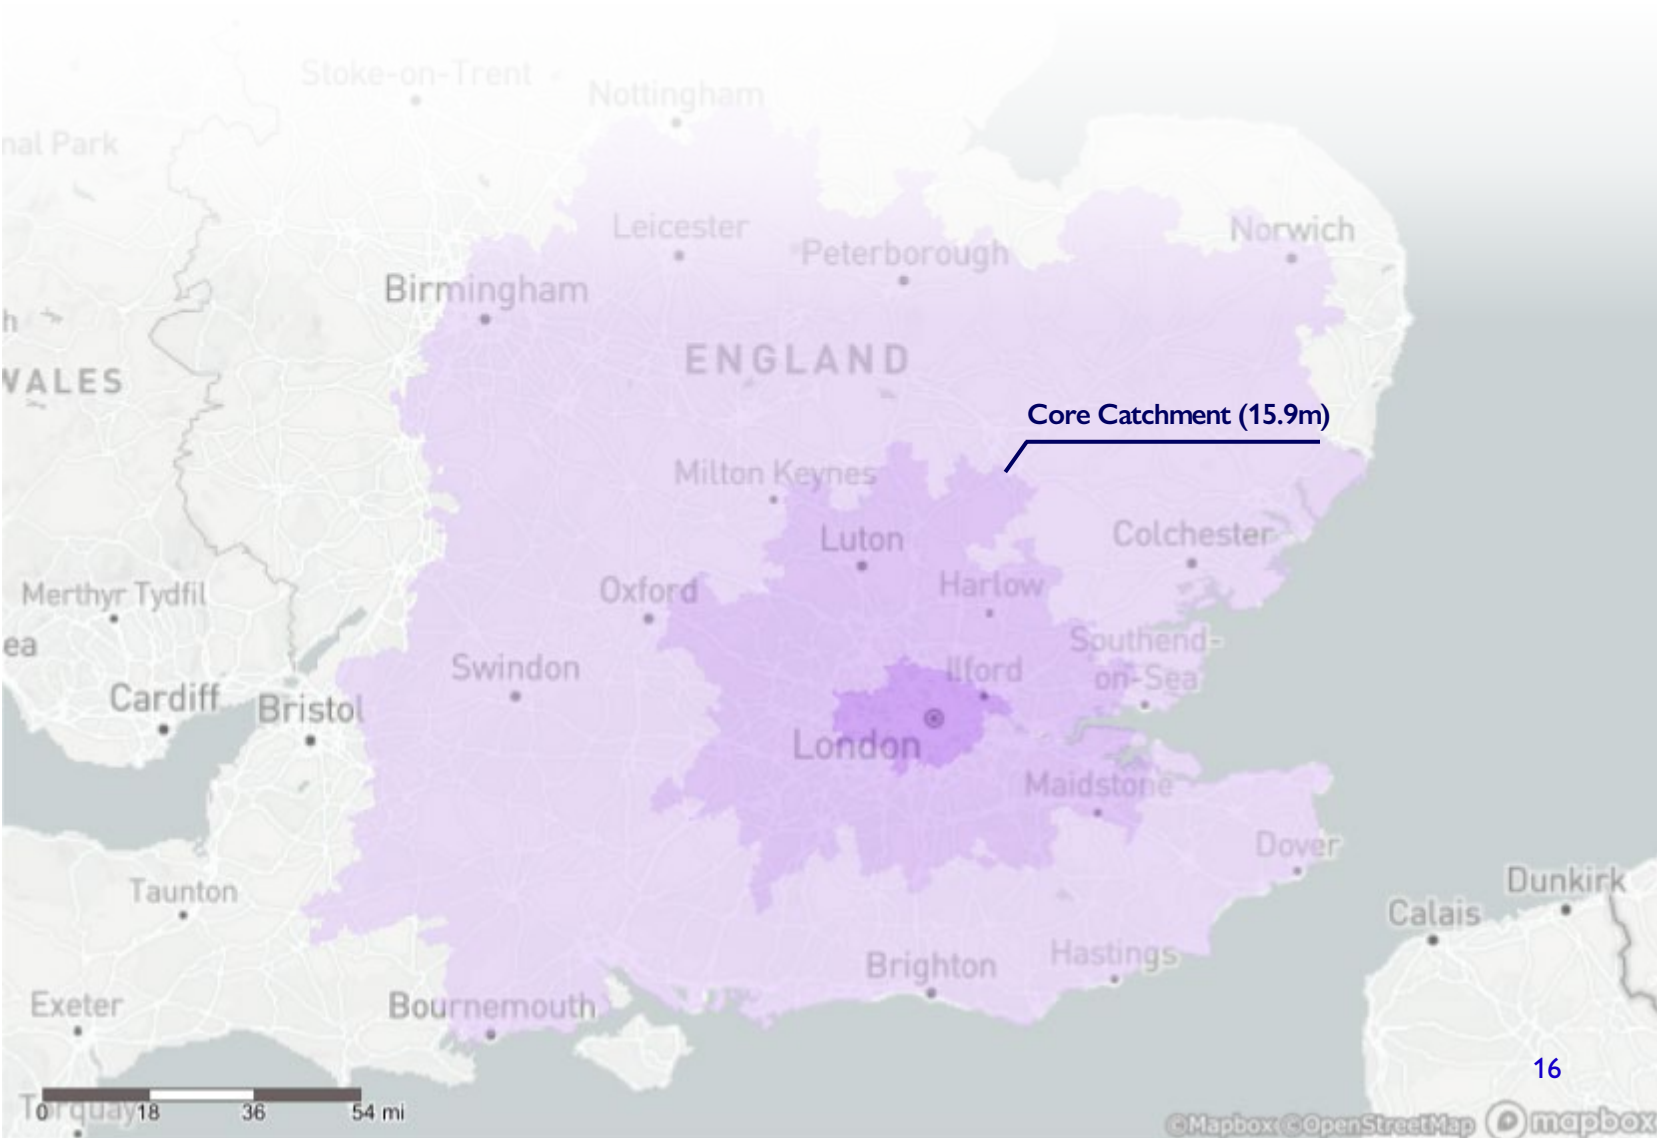 Stoke-on-Trent
Nottingham
nal Park
Leicester
Norwich
Peterborough
Birmingham
h
ENGLAND
WALES
Core Catchment (15.9m)
Milton Keynes
Luton
Colchester
Harlow
Oxford
Merthyr Tydfil
ea
Southend-
on-Sea
Ilford
Swindon
Cardiff
Bristol
London
Maidstone
Dover
Dunkirk
Taunton
Calais
Hastings
Brighton
Exeter
Bournemouth
16
Torquay
0 18 36 54 mi
©Mapbox ©OpenStreetMap mapbox